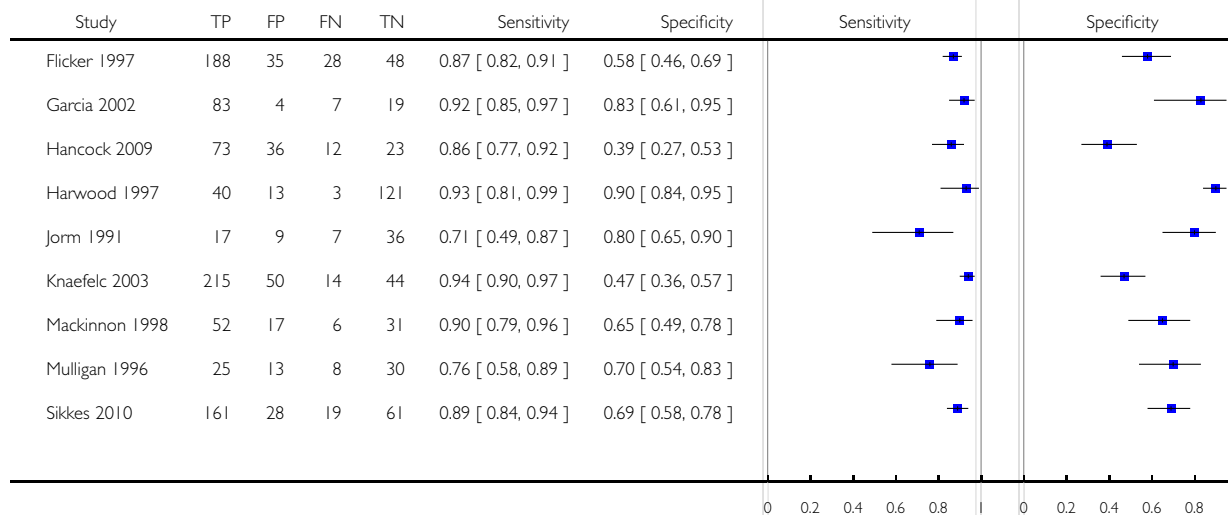 Study TP FP FN TN Sensitivity Specificity Sensitivity Specificity
Flicker 1997 188 35 28 48 0.87 [ 0.82, 0.91 ] 0.58 [ 0.46, 0.69 ]
Garcia 2002 83 4 7 19 0.92 [ 0.85, 0.97 ] 0.83 [ 0.61, 0.95 ]
Hancock 2009 73 36 12 23 0.86 [ 0.77, 0.92 ] 0.39 [ 0.27, 0.53 ]
Harwood 1997 40 13 3 121 0.93 [ 0.81, 0.99 ] 0.90 [ 0.84, 0.95 ]
Jorm 1991 17 9 7 36 0.71 [ 0.49, 0.87 ] 0.80 [ 0.65, 0.90 ]
Knaefelc 2003 215 50 14 44 0.94 [ 0.90, 0.97 ] 0.47 [ 0.36, 0.57 ]
Mackinnon 1998 52 17 6 31 0.90 [ 0.79, 0.96 ] 0.65 [ 0.49, 0.78 ]
Mulligan 1996 25 13 8 30 0.76 [ 0.58, 0.89 ] 0.70 [ 0.54, 0.83 ]
Sikkes 2010 161 28 19 61 0.89 [ 0.84, 0.94 ] 0.69 [ 0.58, 0.78 ]
0 0.2 0.4 0.6 0.8 1 0 0.2 0.4 0.6 0.8